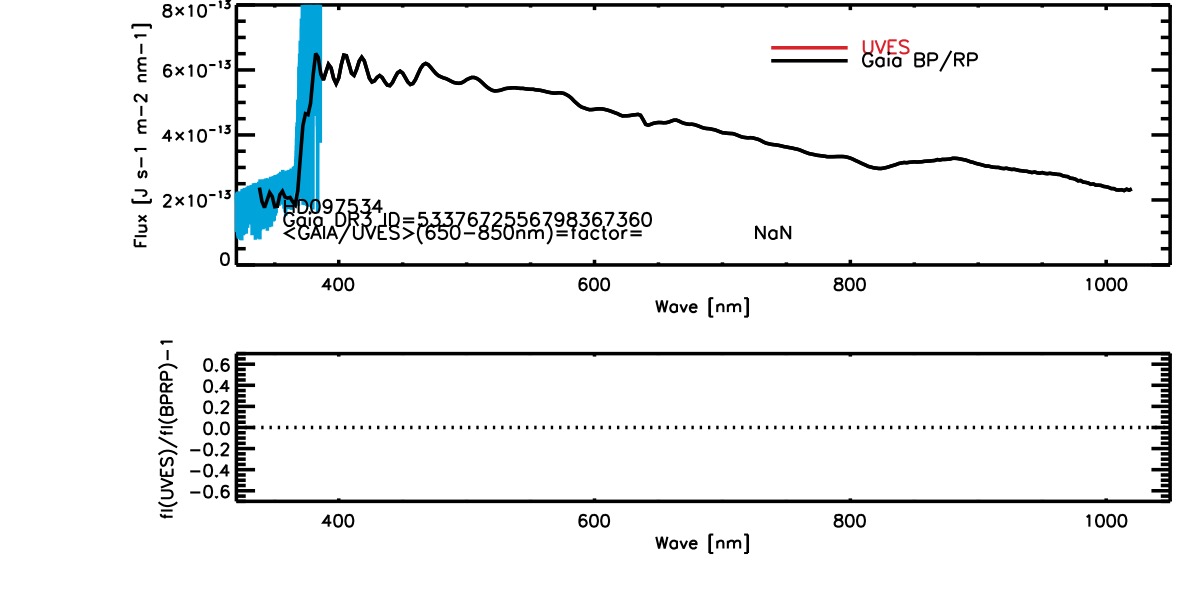 8×10−13
6×10−13
4×10−13
2×10−13
0
Flux [J s−1 m−2 nm−1]
UVES
Gaia BP/RP
HD097534
Gaia DR3 ID=5337672556798367360
<GAIA/UVES>(650−850nm)=factor= NaN
400 600 800 1000
Wave [nm]
fl(UVES)/fl(BPRP)−1
0.6
0.4
0.2
0.0
−0.2
−0.4
−0.6
400 600 800 1000
Wave [nm]